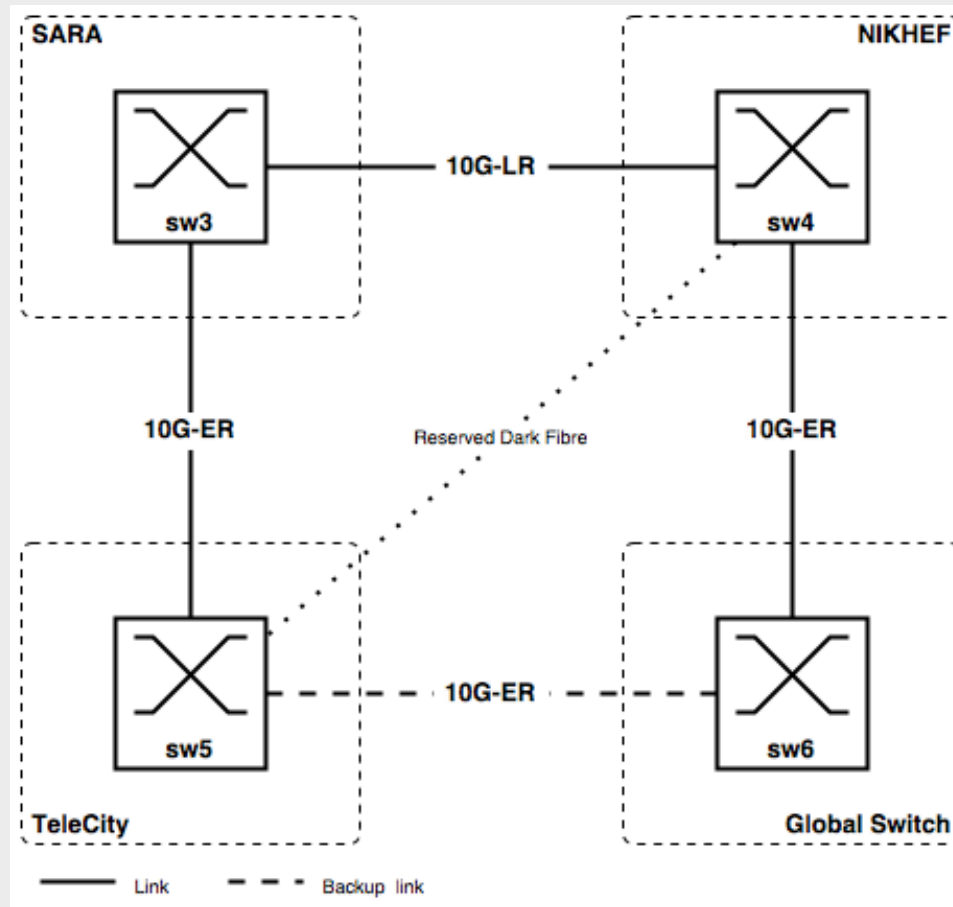 SARA
NIKHEF
10G-LR
sw3
sw4
10G-ER
Reserved Dark Fibre
10G-ER
10G-ER
sw5
sw6
TeleCity
Global Switch
Link
Backup link